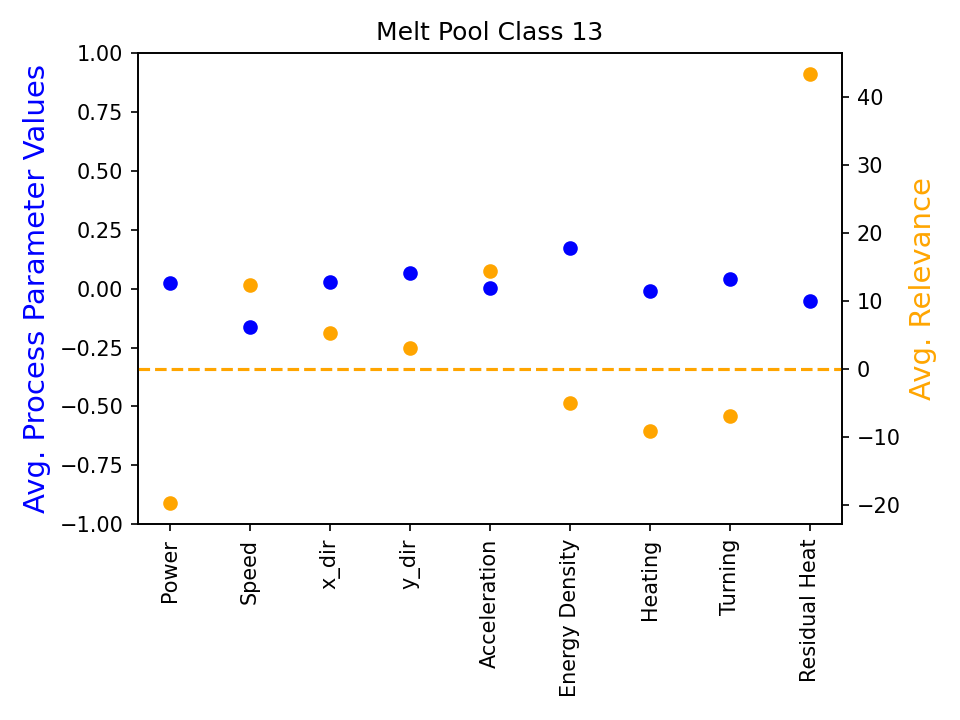 Melt Pool Class 13
Avg. Process Parameter Values
1.00
0.75
0.50
0.25
0.00
−0.25
−0.50
−0.75
−1.00
40
30
20
10
0
−10
−20
Avg. Relevance
Power
Speed
x_dir
y_dir
Acceleration
Energy Density
Heating
Turning
Residual Heat